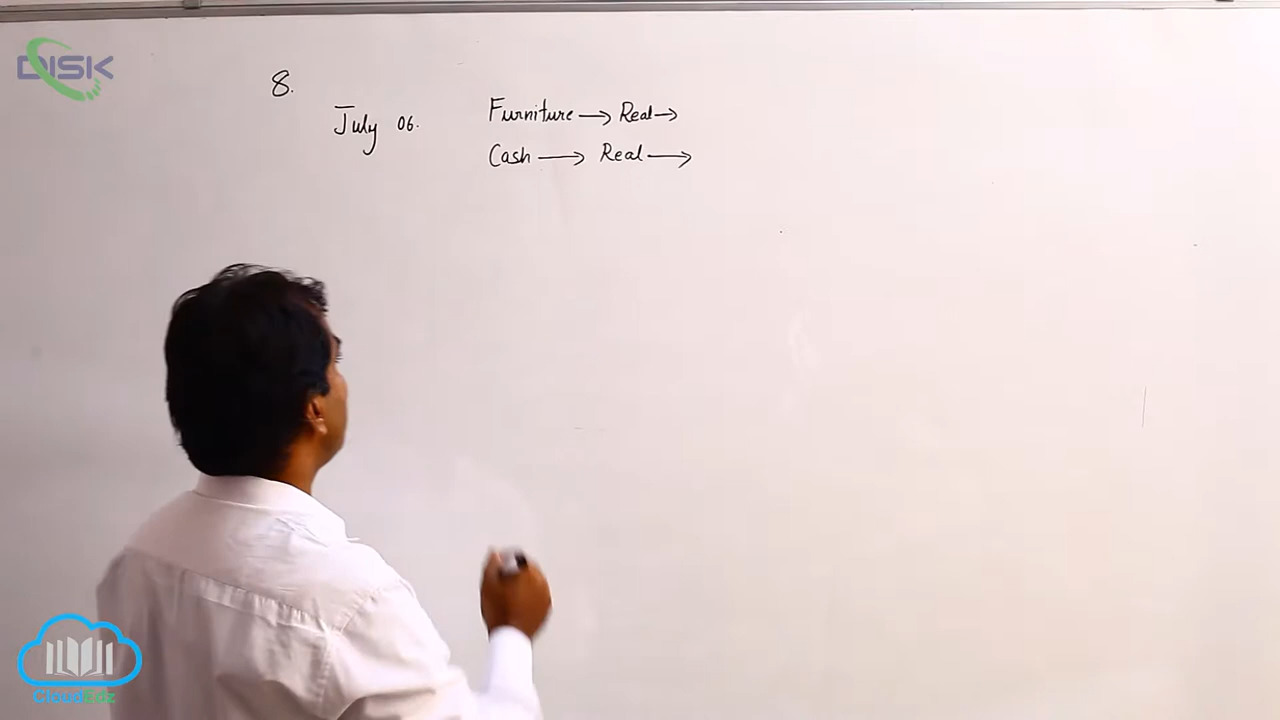 DISK
8.
July 06. Furniture → Real →
Cash → Real →
CloudEdz